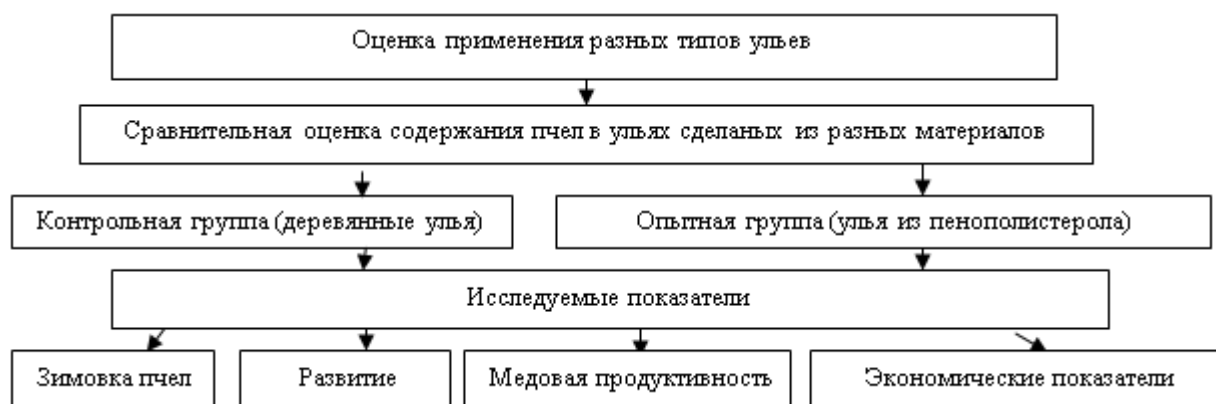 Оценка применения разных типов ульев
Сравнительная оценка содержания пчел в ульях сделаных из разных материалов
Контрольная группа (деревянные улья)
Опытная группа (улья из пенополистерола)
Исследуемые показатели
Зимовка пчел
Развитие
Медовая продуктивность
Экономические показатели